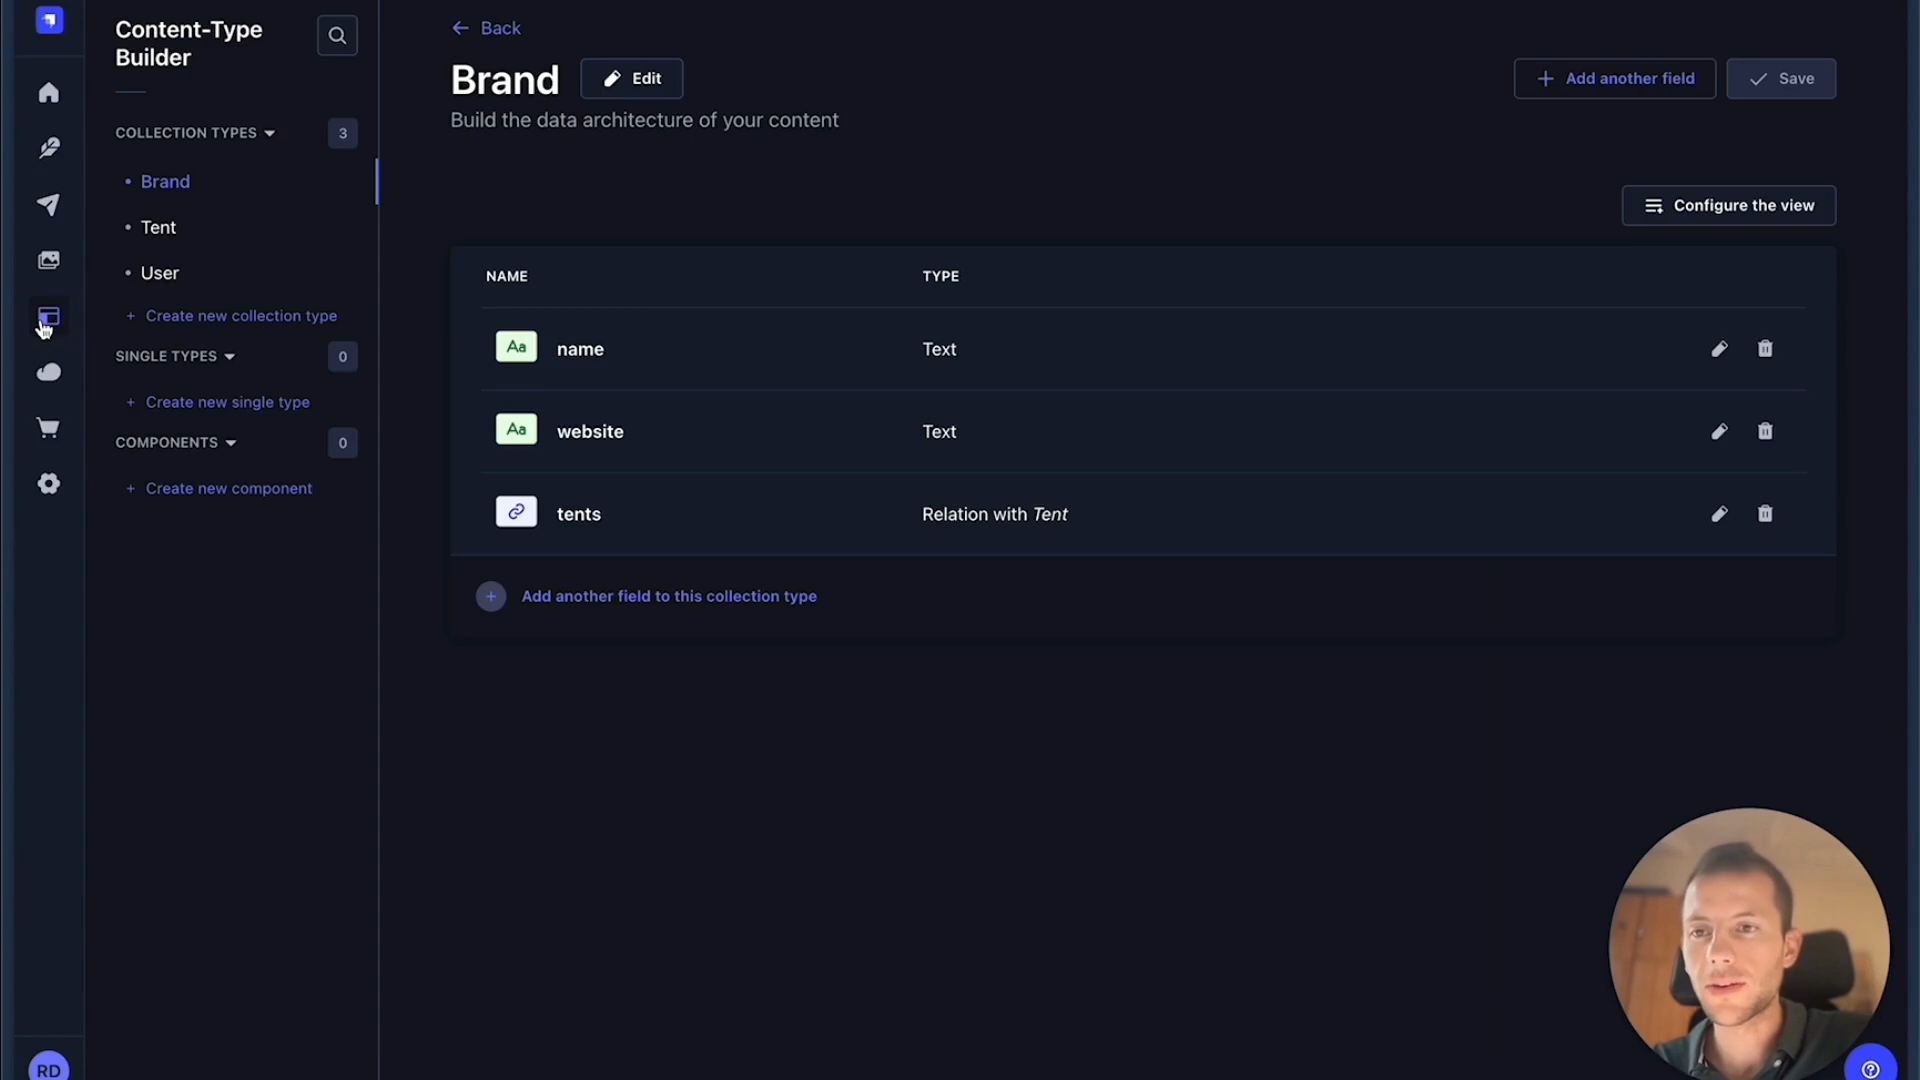 Content-Type
Builder
COLLECTION TYPES
3
Brand
Tent
User
+ Create new collection type
SINGLE TYPES
0
+ Create new single type
COMPONENTS
0
+ Create new component
RD
← Back
Brand
Edit
Build the data architecture of your content
+ Add another field
Save
Configure the view
NAME
TYPE
Aa
name
Text
Aa
website
Text
tents
Relation with Tent
+ Add another field to this collection type
?